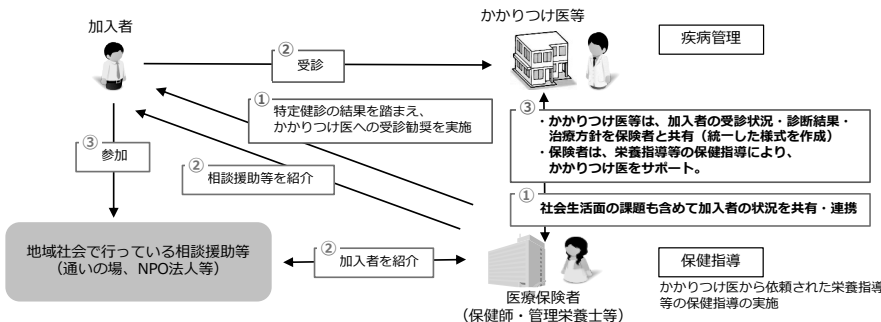 加入者
かかりつけ医等
疾病管理
②
受診
①
特定健診の結果を踏まえ、
かかりつけ医への受診勧奨を実施
③
・かかりつけ医等は、加入者の受診状況・診断結果・
治療方針を保険者と共有（統一した様式を作成）
・保険者は、栄養指導等の保健指導により、
かかりつけ医をサポート。
③
参加
②
相談援助等を紹介
①
社会生活面の課題も含めて加入者の状況を共有・連携
地域社会で行っている相談援助等
（通いの場、NPO法人等）
②
加入者を紹介
保健指導
かかりつけ医から依頼された栄養指導
等の保健指導の実施
医療保険者
（保健師・管理栄養士等）